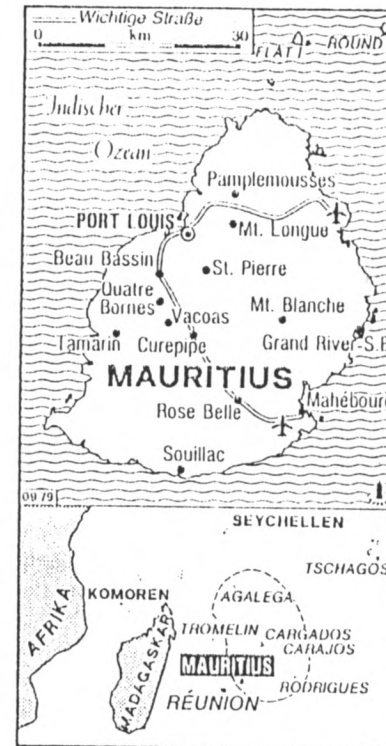 Wichtige Straße
0 km 30
FLAT ROUND
Indischer
Ozean
Pamplemousses
PORT LOUIS
Mt. Longue
Beau Bassin
St. Pierre
Quatre
Bornes
Vacoas
Mt. Blanche
Tamarin
Curepipe
Grand River-S.E
MAURITIUS
Mahébourg
Rose Belle
Souillac
09 79
SEYCHELLEN
TSCHAGOS
KOMOREN
AGALEGA
AFRIKA
TROMELIN
CARGADOS
CARAJOS
MADAGASKAR
MAURITIUS
RODRIGUES
RÉUNION